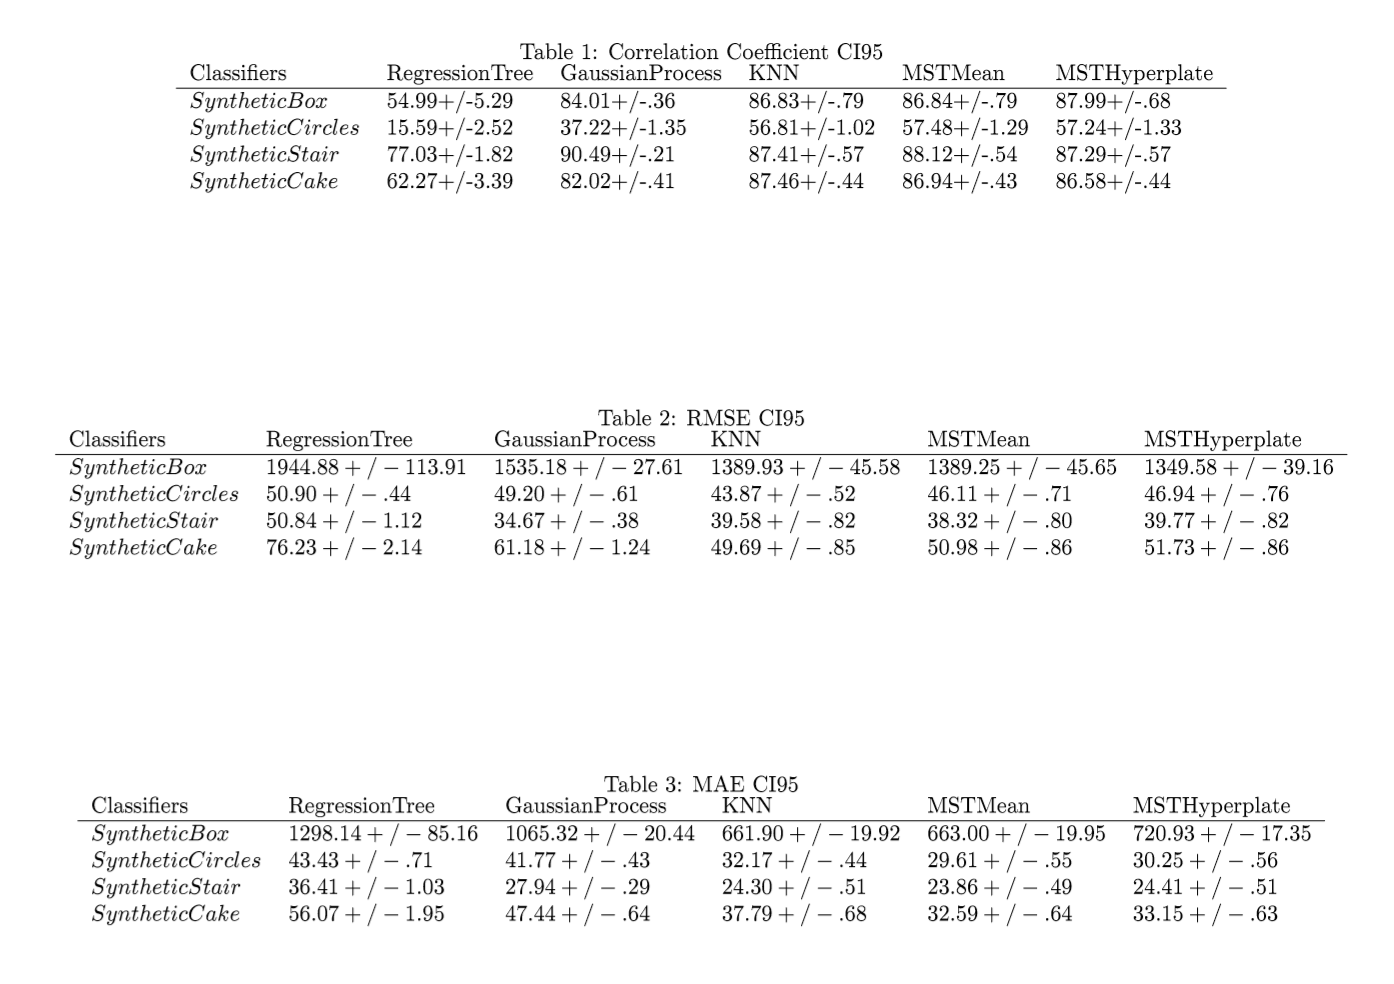 Table 1: Correlation Coefficient CI95
Classifiers RegressionTree GaussianProcess KNN MSTMean MSTHyperplate
SyntheticBox 54.99+/-5.29 84.01+/-.36 86.83+/-.79 86.84+/-.79 87.99+/-.68
SyntheticCircles 15.59+/-2.52 37.22+/-1.35 56.81+/-1.02 57.48+/-1.29 57.24+/-1.33
SyntheticStair 77.03+/-1.82 90.49+/-.21 87.41+/-.57 88.12+/-.54 87.29+/-.57
SyntheticCake 62.27+/-3.39 82.02+/-.41 87.46+/-.44 86.94+/-.43 86.58+/-.44
Table 2: RMSE CI95
Classifiers RegressionTree GaussianProcess KNN MSTMean MSTHyperplate
SyntheticBox 1944.88 + / − 113.91 1535.18 + / − 27.61 1389.93 + / − 45.58 1389.25 + / − 45.65 1349.58 + / − 39.16
SyntheticCircles 50.90 + / − .44 49.20 + / − .61 43.87 + / − .52 46.11 + / − .71 46.94 + / − .76
SyntheticStair 50.84 + / − 1.12 34.67 + / − .38 39.58 + / − .82 38.32 + / − .80 39.77 + / − .82
SyntheticCake 76.23 + / − 2.14 61.18 + / − 1.24 49.69 + / − .85 50.98 + / − .86 51.73 + / − .86
Table 3: MAE CI95
Classifiers RegressionTree GaussianProcess KNN MSTMean MSTHyperplate
SyntheticBox 1298.14 + / − 85.16 1065.32 + / − 20.44 661.90 + / − 19.92 663.00 + / − 19.95 720.93 + / − 17.35
SyntheticCircles 43.43 + / − .71 41.77 + / − .43 32.17 + / − .44 29.61 + / − .55 30.25 + / − .56
SyntheticStair 36.41 + / − 1.03 27.94 + / − .29 24.30 + / − .51 23.86 + / − .49 24.41 + / − .51
SyntheticCake 56.07 + / − 1.95 47.44 + / − .64 37.79 + / − .68 32.59 + / − .64 33.15 + / − .63